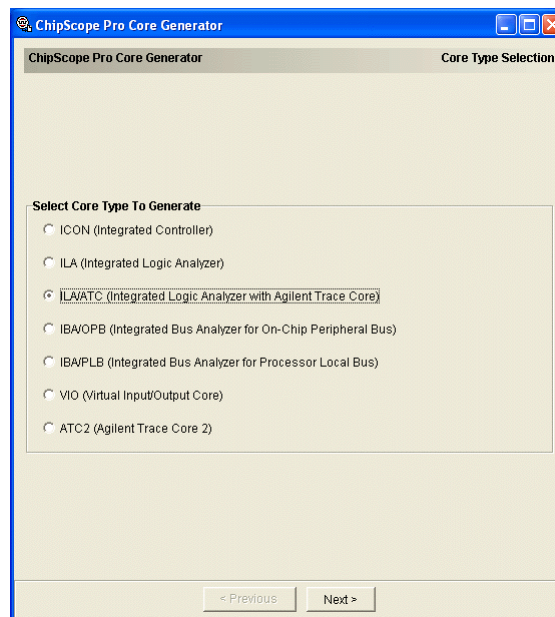 ChipScope Pro Core Generator
ChipScope Pro Core Generator Core Type Selection
Select Core Type To Generate
ICON (Integrated Controller)
ILA (Integrated Logic Analyzer)
ILA/ATC (Integrated Logic Analyzer with Agilent Trace Core)
IBA/OPB (Integrated Bus Analyzer for On-Chip Peripheral Bus)
IBA/PLB (Integrated Bus Analyzer for Processor Local Bus)
VIO (Virtual Input/Output Core)
ATC2 (Agilent Trace Core 2)
< Previous Next >